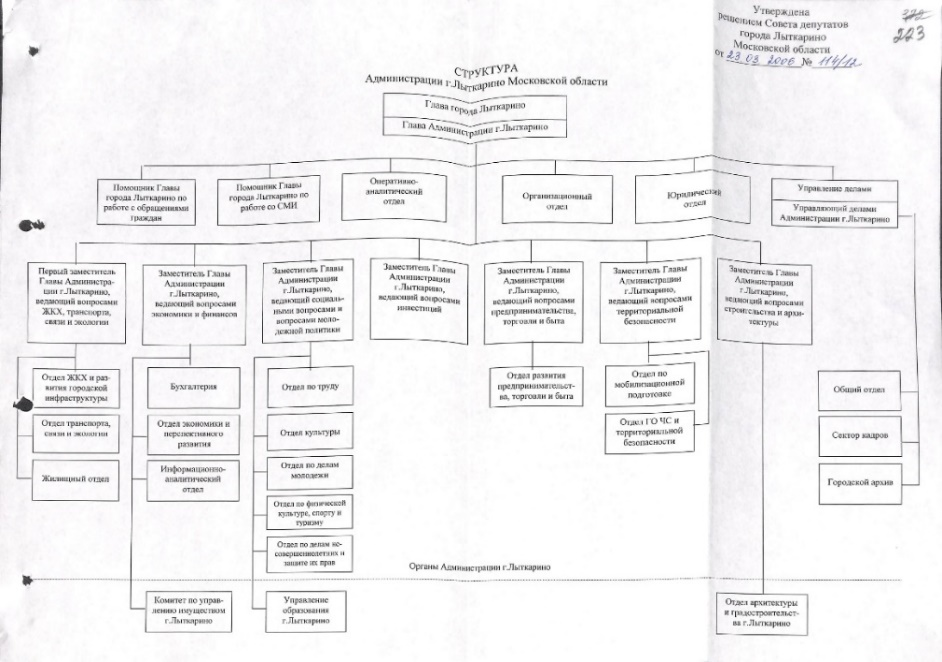 Утверждена
решением Совета депутатов
города Лыткарино
Московской области
от 23.03.2006 № 114/12
223
СТРУКТУРА
Администрации г.Лыткарино Московской области
Глава города Лыткарино
Глава Администрации г.Лыткарино
Помощник Главы
города Лыткарино по
работе с обращениями
граждан
Помощник Главы
города Лыткарино по
работе со СМИ
Оперативно-
аналитический
отдел
Организационный
отдел
Юридический
отдел
Управление делами
Управляющий делами
Администрации г.Лыткарино
Первый заместитель
Главы Администра-
ции г.Лыткарино,
ведающий вопросами
ЖКХ, транспорта,
связи и экологии
Заместитель Главы
Администрации
г.Лыткарино,
ведающий вопросами
экономики и финансов
Заместитель Главы
Администрации
г.Лыткарино,
ведающий социаль-
ными вопросами и
вопросами моло-
дежной политики
Заместитель Главы
Администрации
г.Лыткарино,
ведающий вопросами
инвестиций
Заместитель Главы
Администрации
г.Лыткарино,
ведающий вопросами
предпринимательства,
торговли и быта
Заместитель Главы
Администрации
г.Лыткарино,
ведающий вопросами
территориальной
безопасности
Заместитель Главы
Администрации
г.Лыткарино,
ведающий вопросами
строительства и архи-
тектуры
Отдел ЖКХ и раз-
вития городской
инфраструктуры
Отдел транспорта,
связи и экологии
Жилищный отдел
Бухгалтерия
Отдел экономики и
перспективного
развития
Информационно-
аналитический
отдел
Отдел по труду
Отдел культуры
Отдел по делам
молодежи
Отдел по физической
культуре, спорту и
туризму
Отдел по делам не-
совершеннолетних и
защите их прав
Отдел развития
предпринимательст-
ва, торговли и быта
Отдел по
мобилизационной
подготовке
Отдел ГО ЧС и
территориальной
безопасности
Общий отдел
Сектор кадров
Городской архив
Органы Администрации г.Лыткарино
Комитет по управ-
лению имуществом
г.Лыткарино
Управление
образования
г.Лыткарино
Отдел архитектуры
и градостроительст-
ва г.Лыткарино